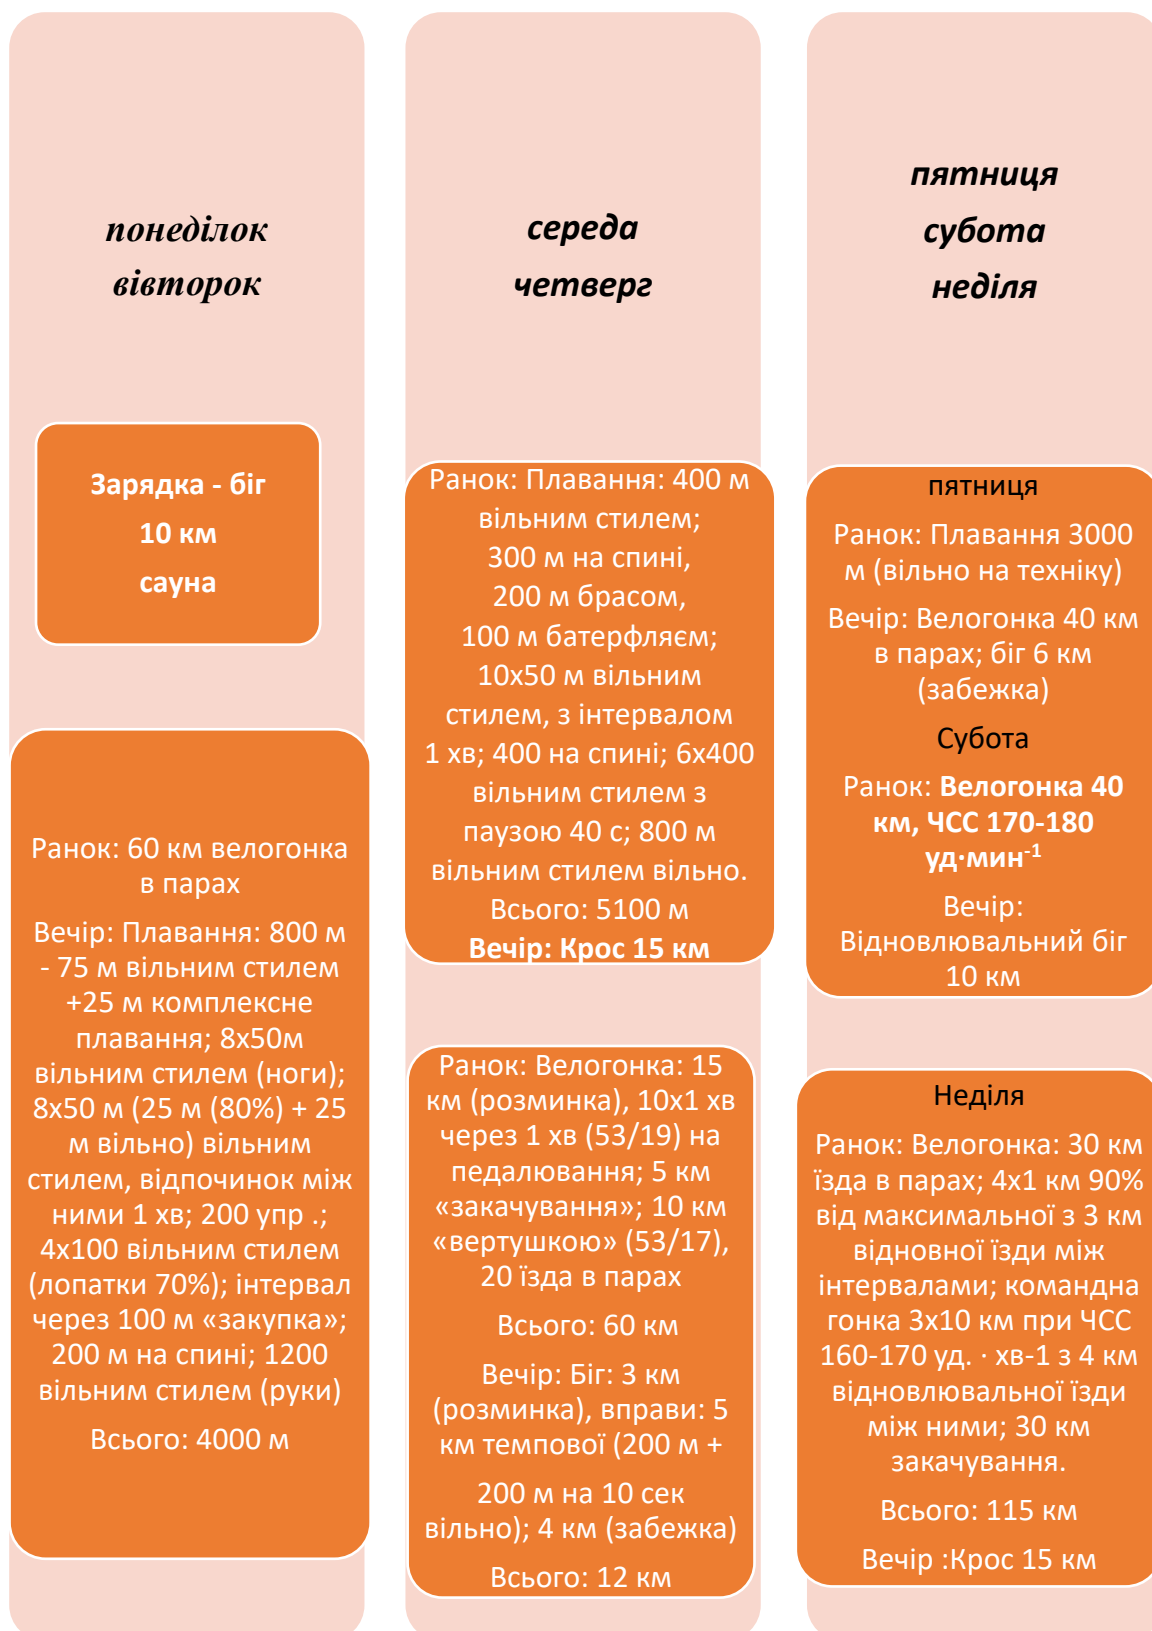 понеділок
вівторок
Зарядка - біг
10 км
сауна
Ранок: 60 км велогонка
в парах
Вечір: Плавання: 800 м
- 75 м вільним стилем
+25 м комплексне
плавання; 8х50м
вільним стилем (ноги);
8х50 м (25 м (80%) + 25
м вільно) вільним
стилем, відпочинок між
ними 1 хв; 200 упр .;
4х100 вільним стилем
(лопатки 70%); інтервал
через 100 м «закупка»;
200 м на спині; 1200
вільним стилем (руки)
Всього: 4000 м
середа
четверг
Ранок: Плавання: 400 м
вільним стилем;
300 м на спині,
200 м брасом,
100 м батерфляєм;
10х50 м вільним
стилем, з інтервалом
1 хв; 400 на спині; 6х400
вільним стилем з
паузою 40 с; 800 м
вільним стилем вільно.
Всього: 5100 м
Вечір: Крос 15 км
Ранок: Велогонка: 15
км (розминка), 10х1 хв
через 1 хв (53/19) на
педалювання; 5 км
«закачування»; 10 км
«вертушкою» (53/17),
20 їзда в парах
Всього: 60 км
Вечір: Біг: 3 км
(розминка), вправи: 5
км темпової (200 м +
200 м на 10 сек
вільно); 4 км (забежка)
Всього: 12 км
пятниця
субота
неділя
пятниця
Ранок: Плавання 3000
м (вільно на техніку)
Вечір: Велогонка 40 км
в парах; біг 6 км
(забежка)
Субота
Ранок: Велогонка 40
км, ЧСС 170-180
уд·мин⁻¹
Вечір:
Відновлювальний біг
10 км
Неділя
Ранок: Велогонка: 30 км
їзда в парах; 4х1 км 90%
від максимальної з 3 км
відновної їзди між
інтервалами; командна
гонка 3х10 км при ЧСС
160-170 уд. · хв-1 з 4 км
відновлювальної їзди
між ними; 30 км
закачування.
Всього: 115 км
Вечір :Крос 15 км